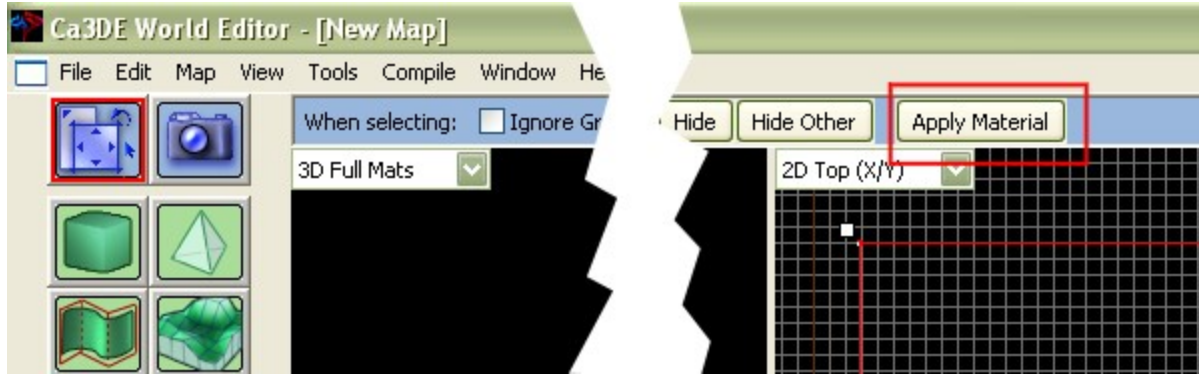 Ca3DE World Editor - [New Map]
File Edit Map View Tools Compile Window
When selecting: Ignore Hide Hide Other Apply Material
3D Full Mats 2D Top (X/Y)